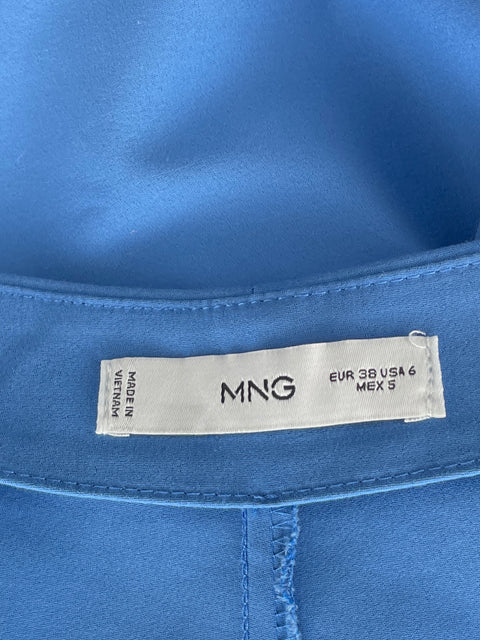 MADE IN
VIETNAM
MNG
EUR 38 USA 6
MEX 5